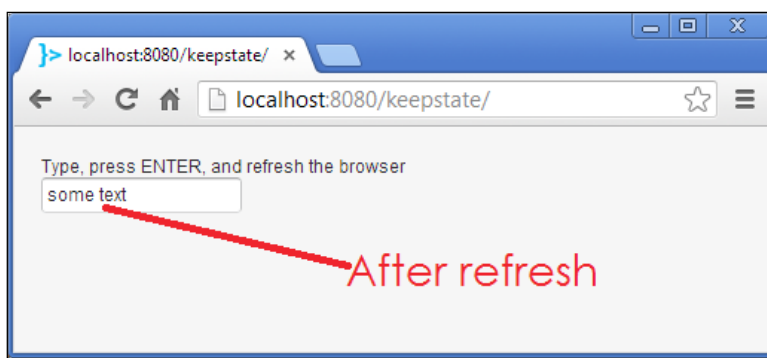 }> localhost:8080/keepstate/ ×
localhost:8080/keepstate/
Type, press ENTER, and refresh the browser
some text
After refresh